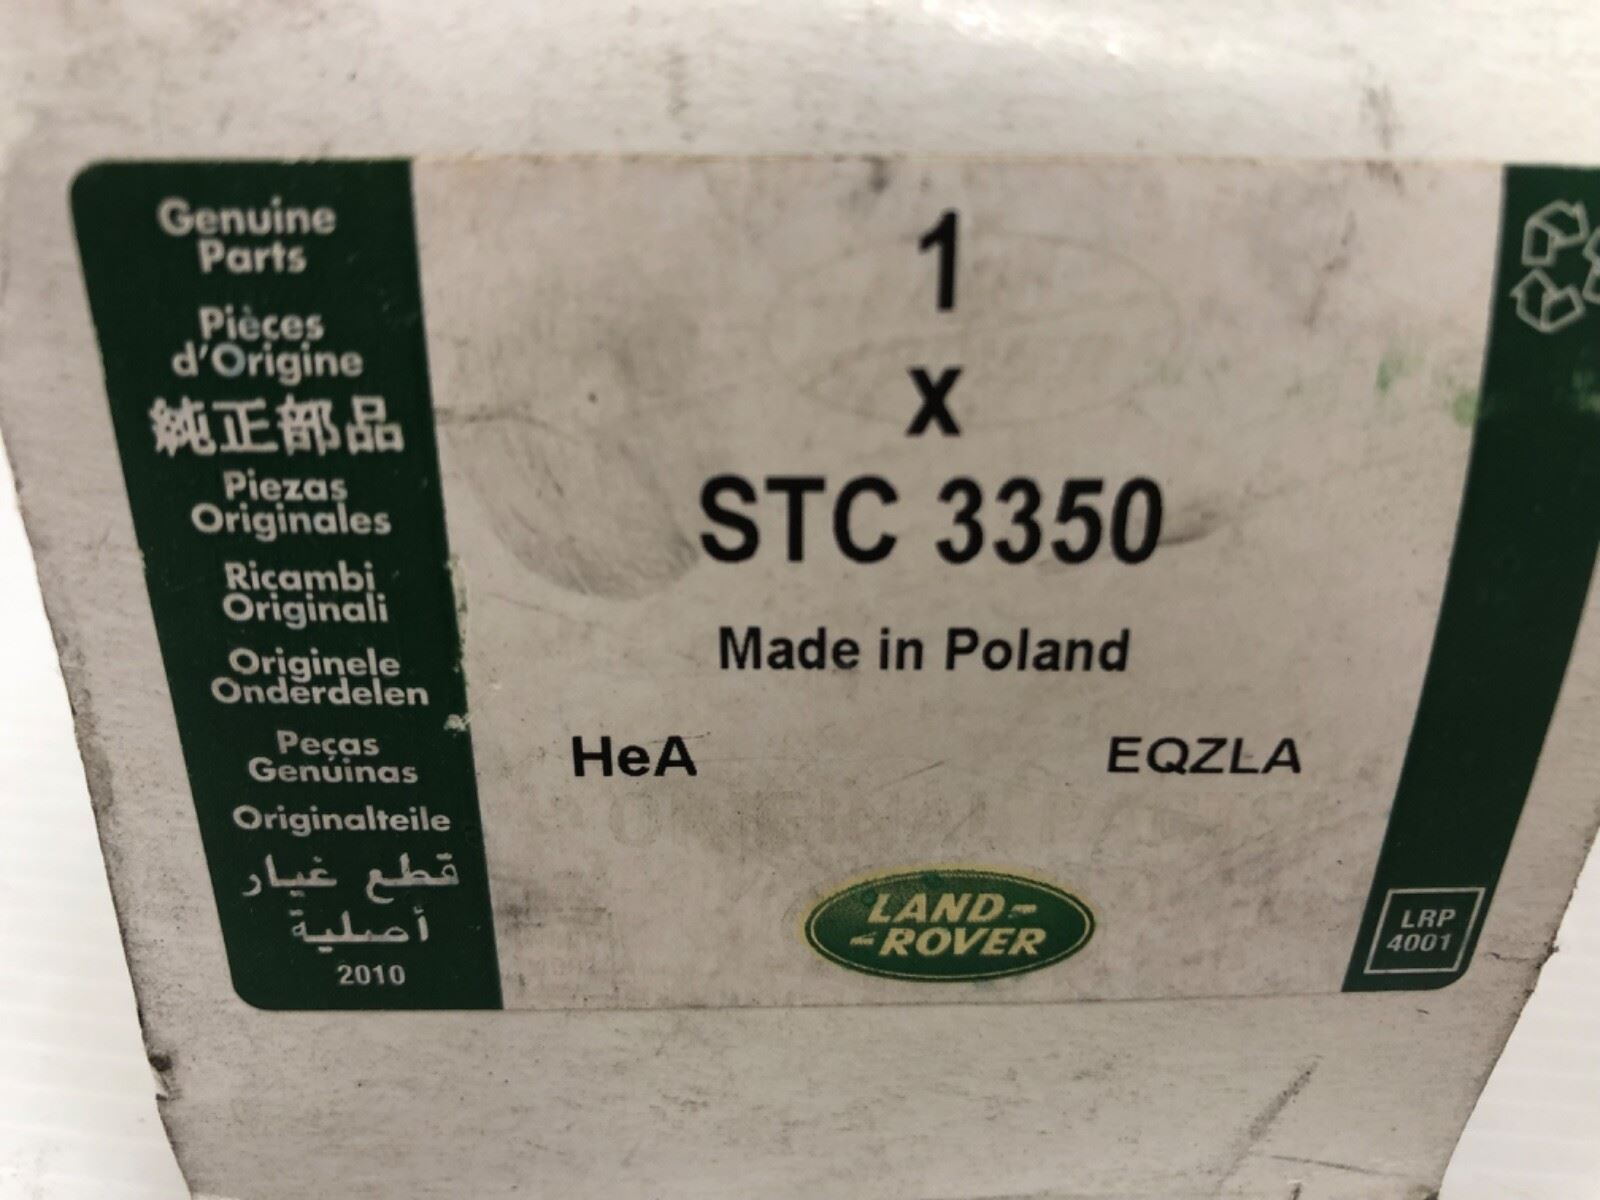 Genuine
Parts
Pièces
d'Origine
純正部品
Piezas
Originales
Ricambi
Originali
Originele
Onderdelen
Peças
Genuinas
Originalteile
قطع غيار
أصلية
2010
1
x
STC 3350
Made in Poland
HeA EQZLA
LAND-
-ROVER
LRP
4001